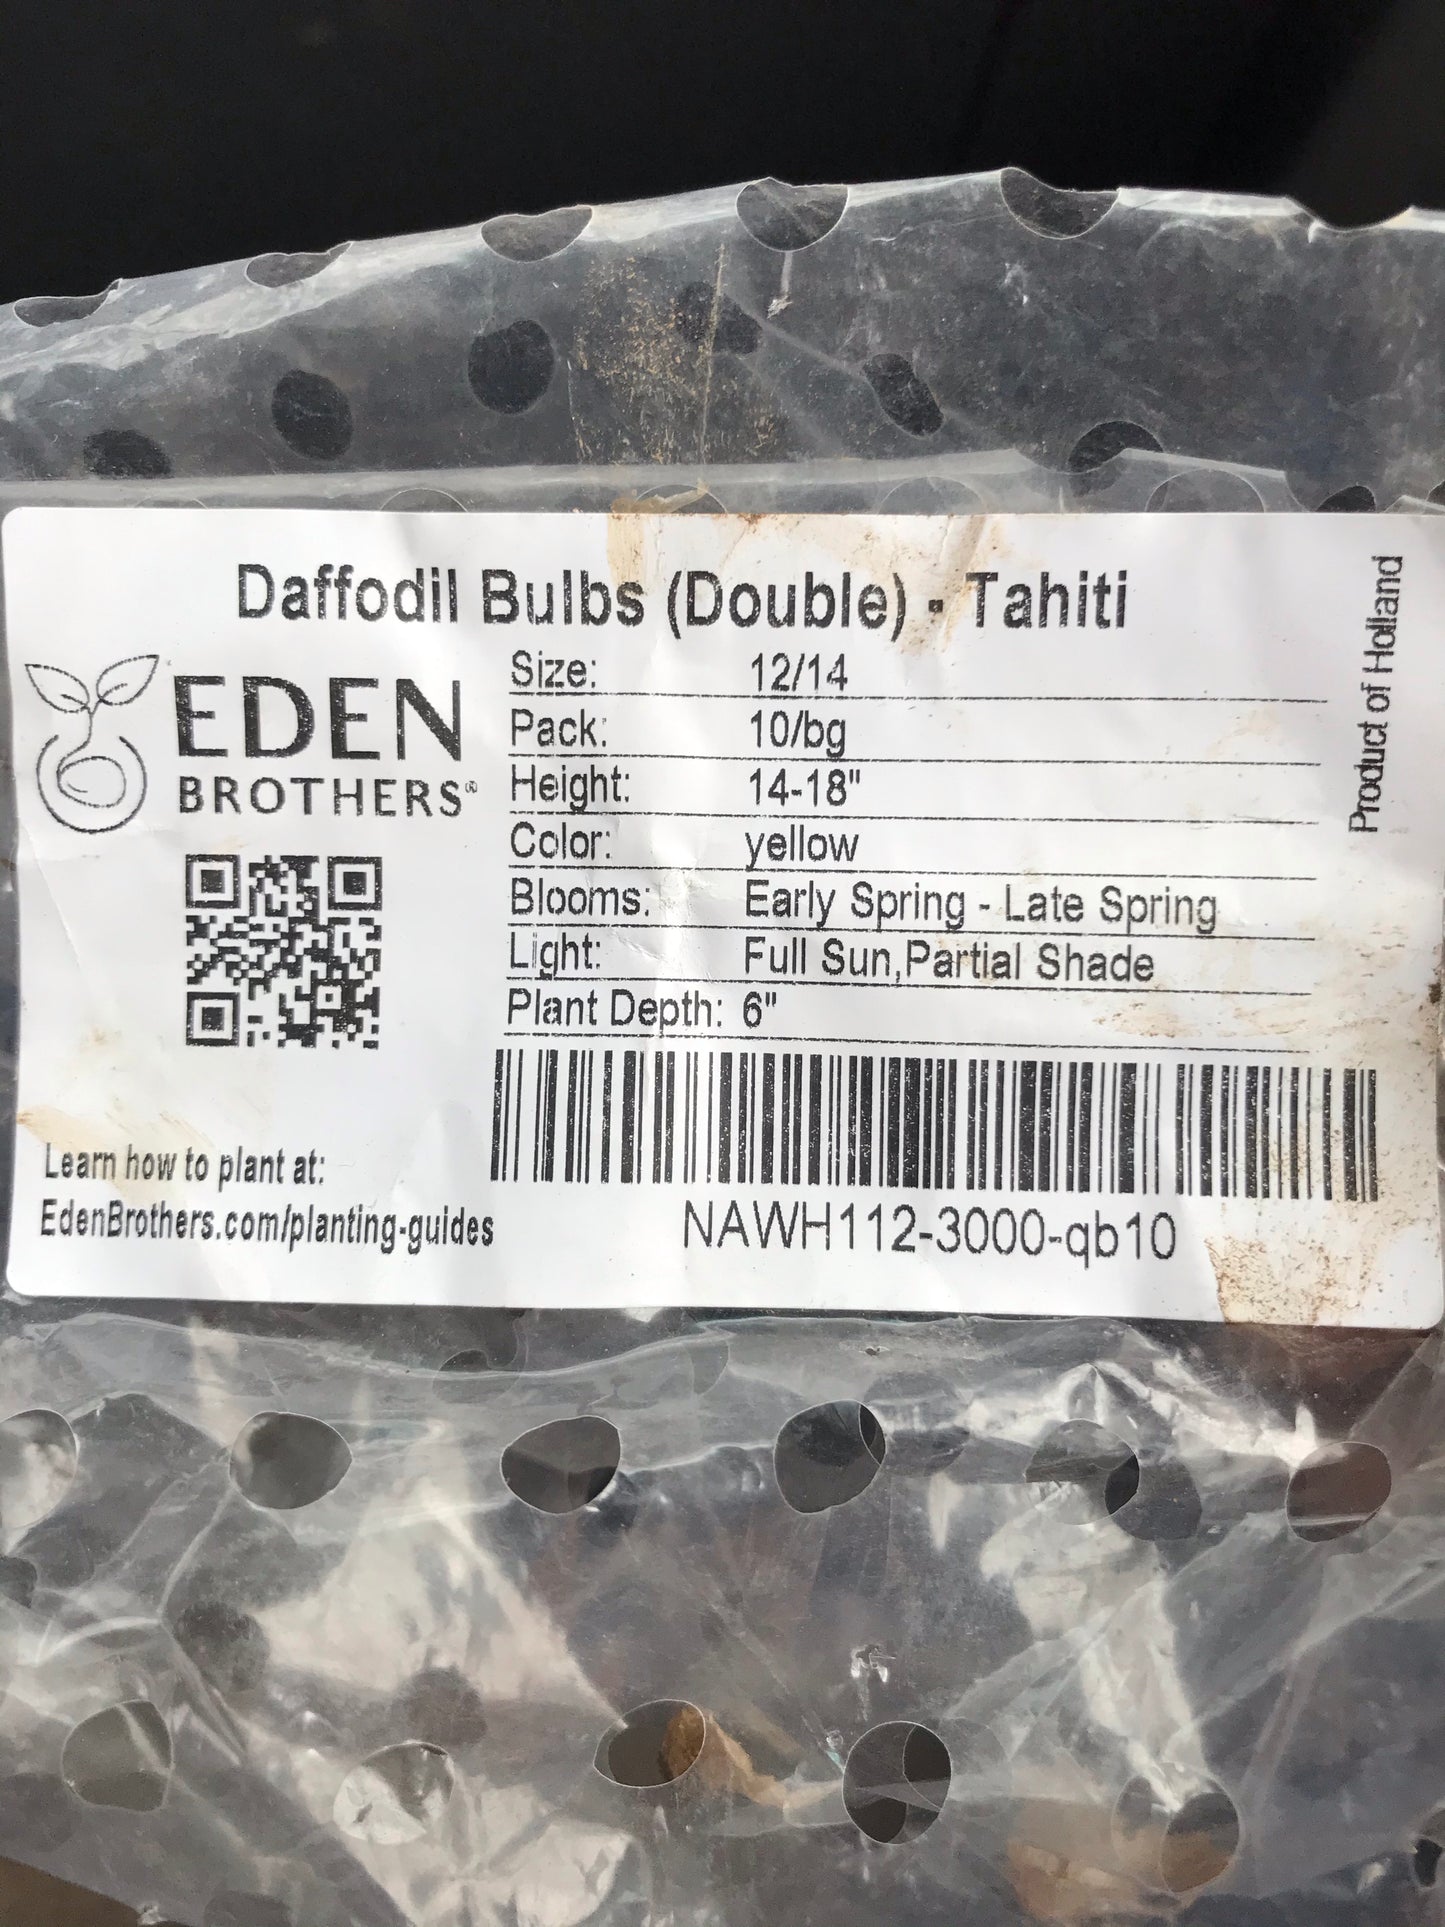 Daffodil Bulbs (Double) - Tahiti
Product of Holland
EDEN
BROTHERS®
Size: 12/14
Pack: 10/bg
Height: 14-18"
Color: yellow
Blooms: Early Spring - Late Spring
Light: Full Sun,Partial Shade
Plant Depth: 6"
Learn how to plant at:
EdenBrothers.com/planting-guides
NAWH112-3000-qb10